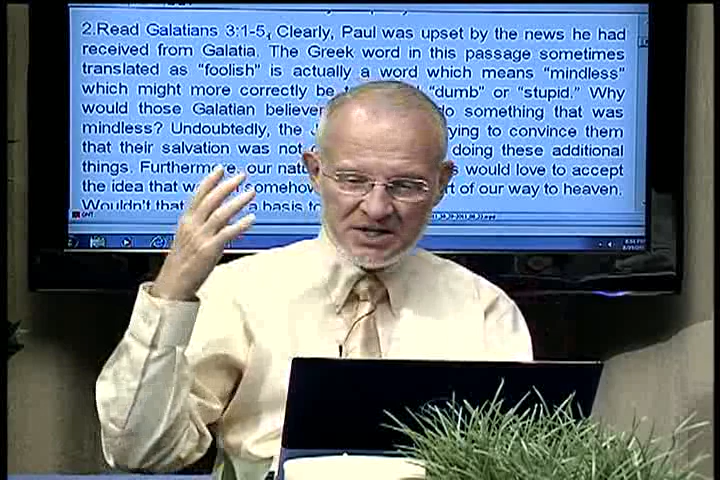 2.Read Galatians 3:1-5. Clearly, Paul was upset by the news he had
received from Galatia. The Greek word in this passage sometimes
translated as “foolish” is actually a word which means “mindless”
which might more correctly be “dumb” or “stupid.” Why
would those Galatian do something that was
mindless? Undoubtedly, the to convince them
that their salvation was not doing these additional
things. Furthermore, our would love to accept
the idea that of our way to heaven.
Wouldn't that a basis